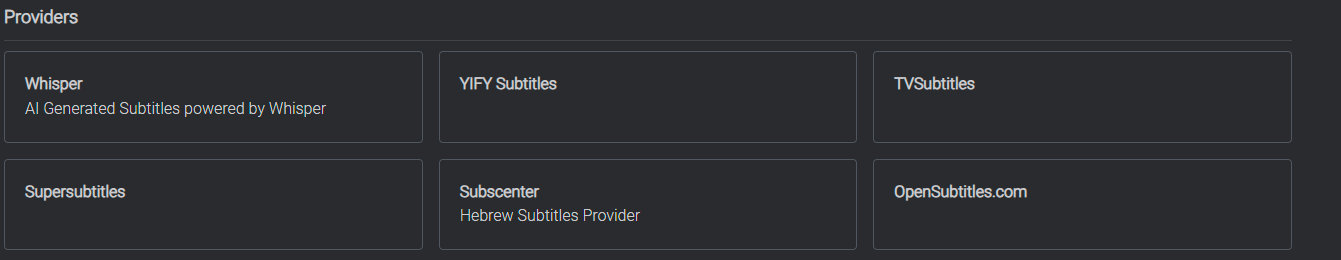 Providers
Whisper
AI Generated Subtitles powered by Whisper
YIFY Subtitles
TVSubtitles
Supersubtitles
Subscenter
Hebrew Subtitles Provider
OpenSubtitles.com